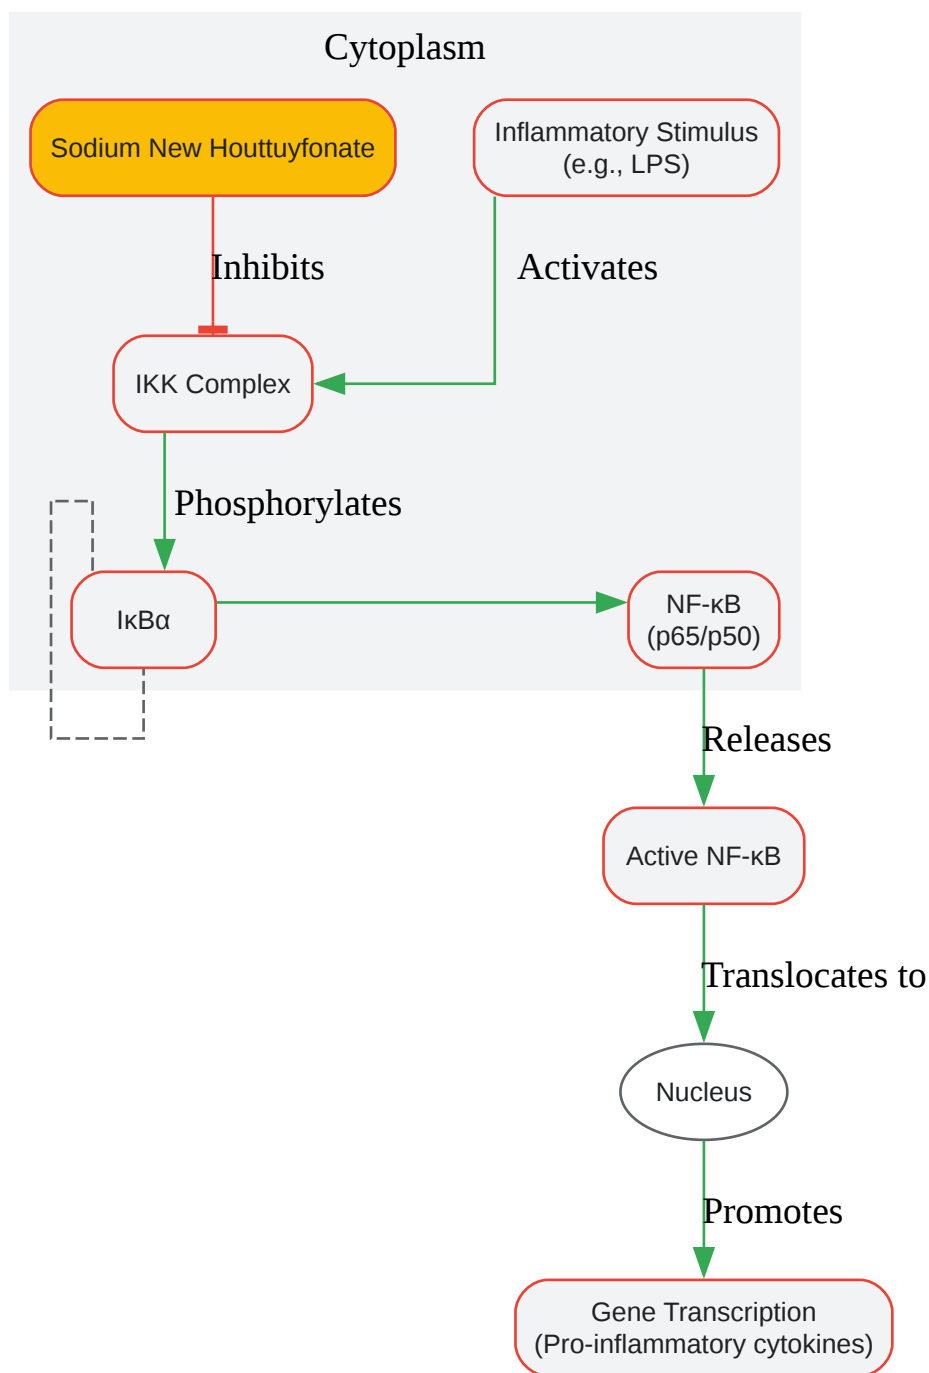 Cytoplasm
Sodium New Houttuyfonate
Inflammatory Stimulus
(e.g., LPS)
Inhibits
Activates
IKK Complex
Phosphorylates
IκBα
NF-κB
(p65/p50)
Releases
Active NF-κB
Translocates to
Nucleus
Promotes
Gene Transcription
(Pro-inflammatory cytokines)